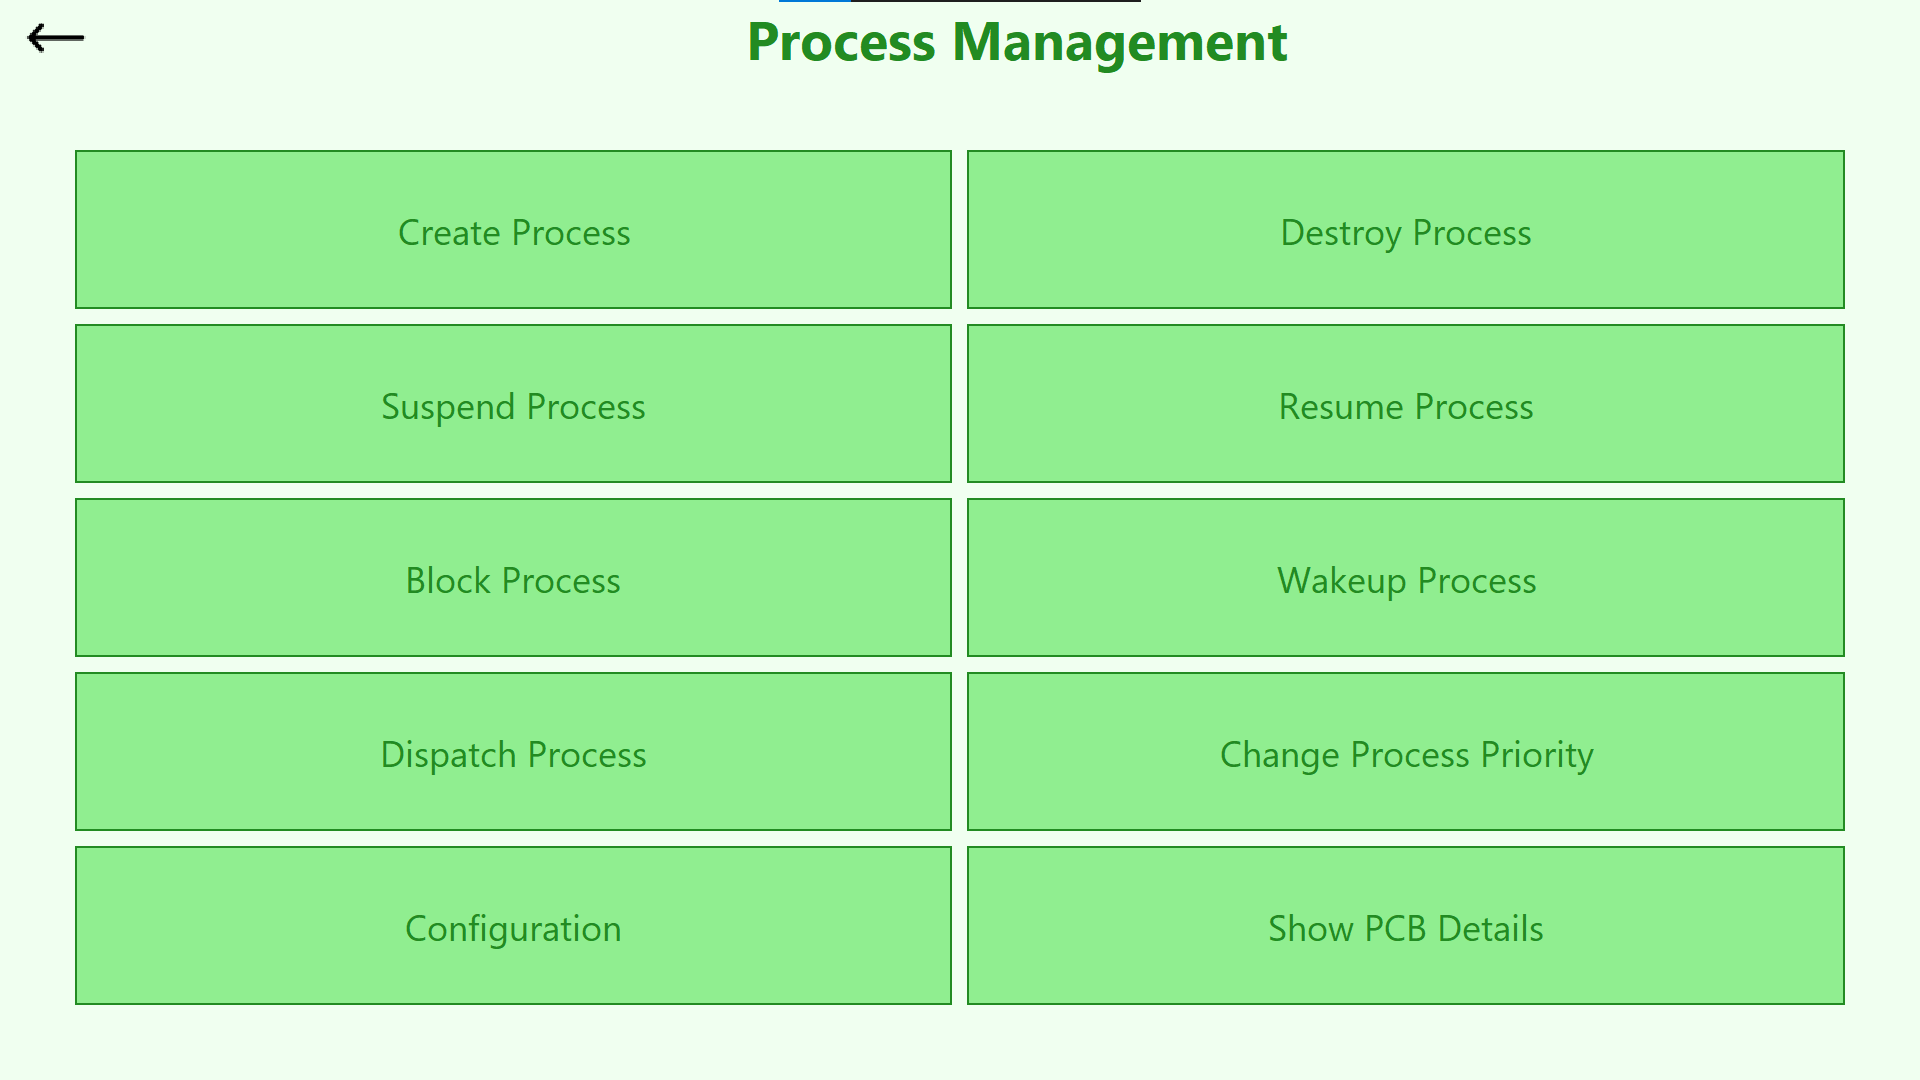 Process Management
Create Process
Destroy Process
Suspend Process
Resume Process
Block Process
Wakeup Process
Dispatch Process
Change Process Priority
Configuration
Show PCB Details